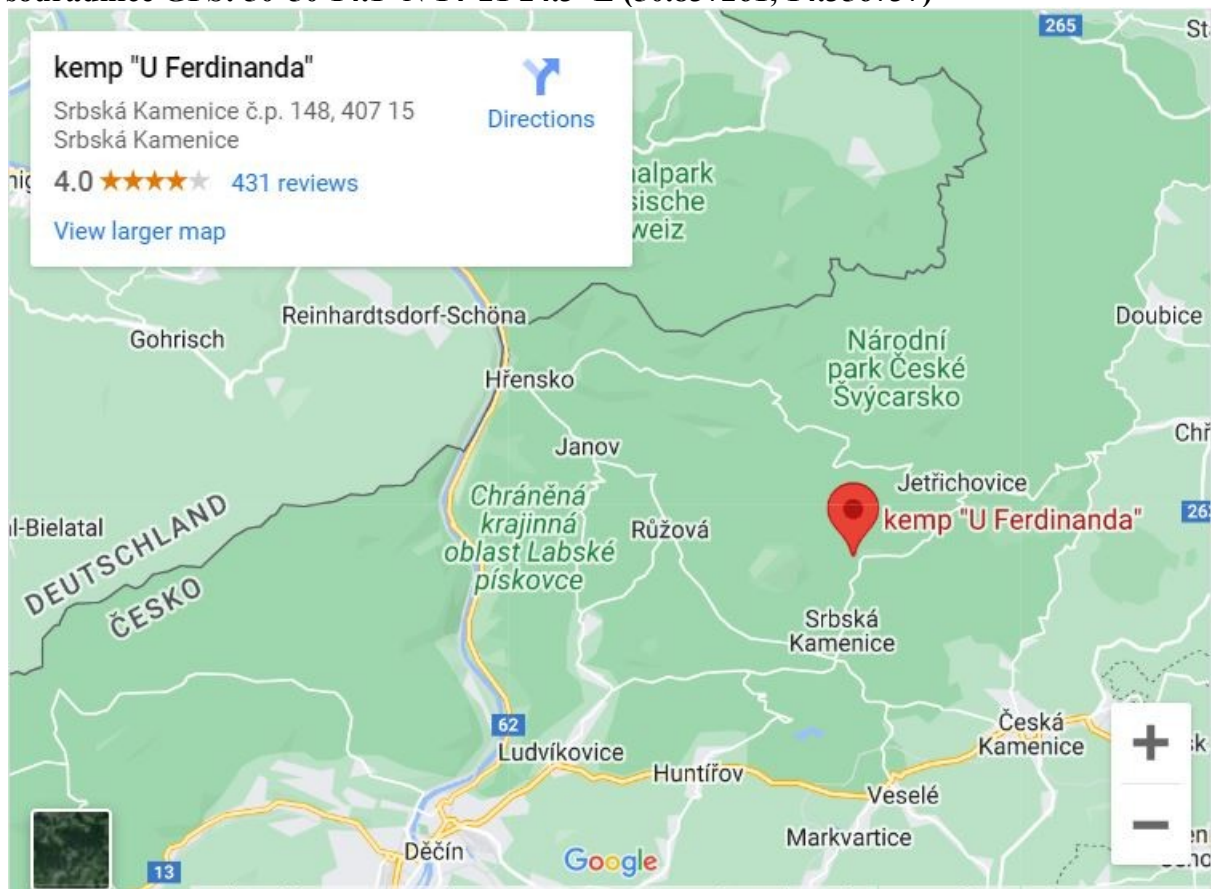 kemp "U Ferdinanda"
Srbská Kamenice č.p. 148, 407 15
Srbská Kamenice
Directions
4.0
431 reviews
View larger map
265
Reinhardtsdorf-Schöna
Gohrisch
Doubice
Národní
park České
Švýcarsko
Hřensko
Janov
Jetřichovice
kemp "U Ferdinanda"
Chráněná
krajinná
oblast Labské
pískovce
Růžová
DEUTSCHLAND
ČESKO
Srbská
Kamenice
62
Ludvíkovice
Česká
Kamenice
Huntířov
Veselé
Markvartice
Děčín
13
Google